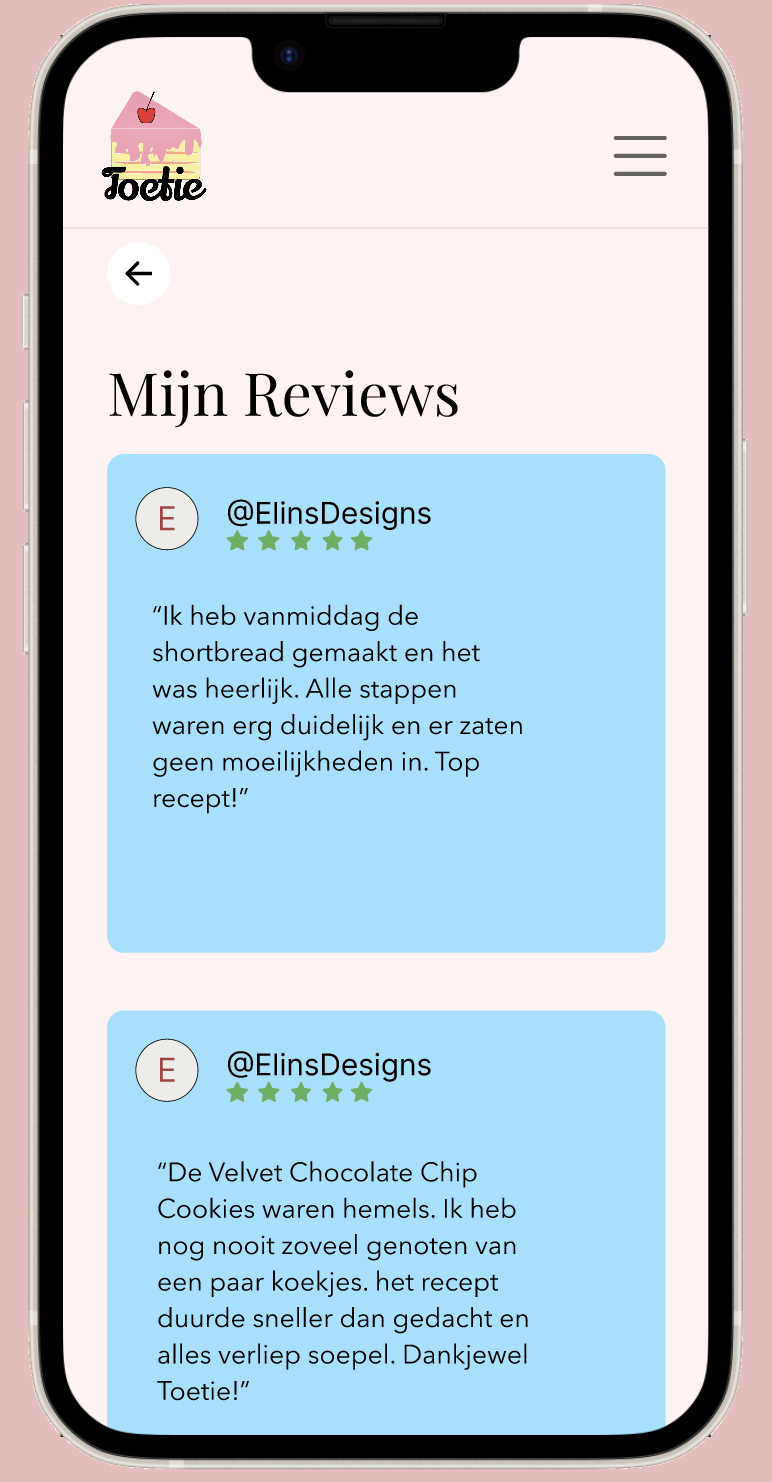 Toetie
Mijn Reviews
E
@ElinsDesigns
“Ik heb vanmiddag de
shortbread gemaakt en het
was heerlijk. Alle stappen
waren erg duidelijk en er zaten
geen moeilijkheden in. Top
recept!”
E
@ElinsDesigns
“De Velvet Chocolate Chip
Cookies waren hemels. Ik heb
nog nooit zoveel genoten van
een paar koekjes. het recept
duurde sneller dan gedacht en
alles verliep soepel. Dankjewel
Toetie!”